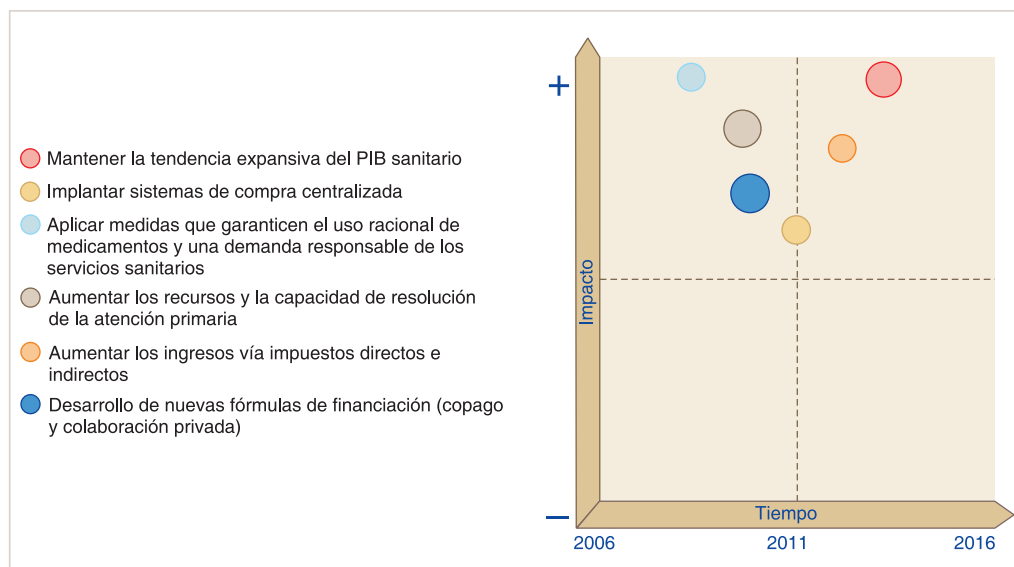 Mantener la tendencia expansiva del PIB sanitario
Implantar sistemas de compra centralizada
Aplicar medidas que garanticen el uso racional de
medicamentos y una demanda responsable de los
servicios sanitarios
Aumentar los recursos y la capacidad de resolución
de la atención primaria
Aumentar los ingresos vía impuestos directos e
indirectos
Desarrollo de nuevas fórmulas de financiación (copago
y colaboración privada)
+
Impacto
−
Tiempo
2006
2011
2016